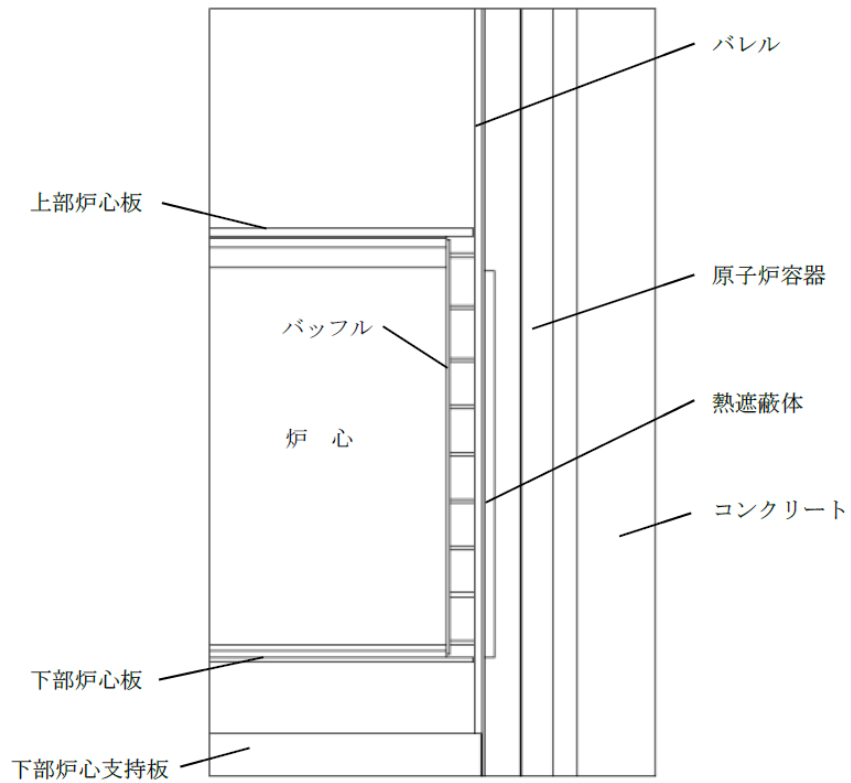 バレル
上部炉心板
原子炉容器
バッフル
熱遮蔽体
炉 心
コンクリート
下部炉心板
下部炉心支持板